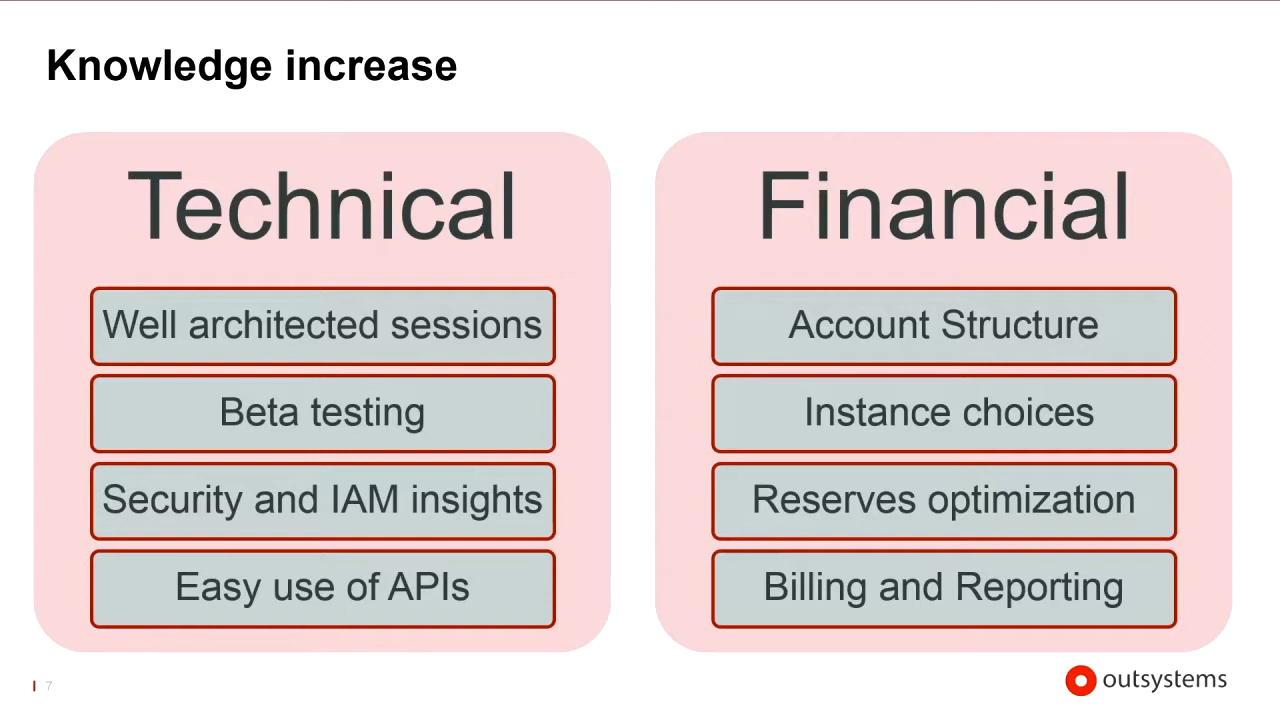 Knowledge increase
Technical
Well architected sessions
Beta testing
Security and IAM insights
Easy use of APIs
Financial
Account Structure
Instance choices
Reserves optimization
Billing and Reporting
7
outsystems